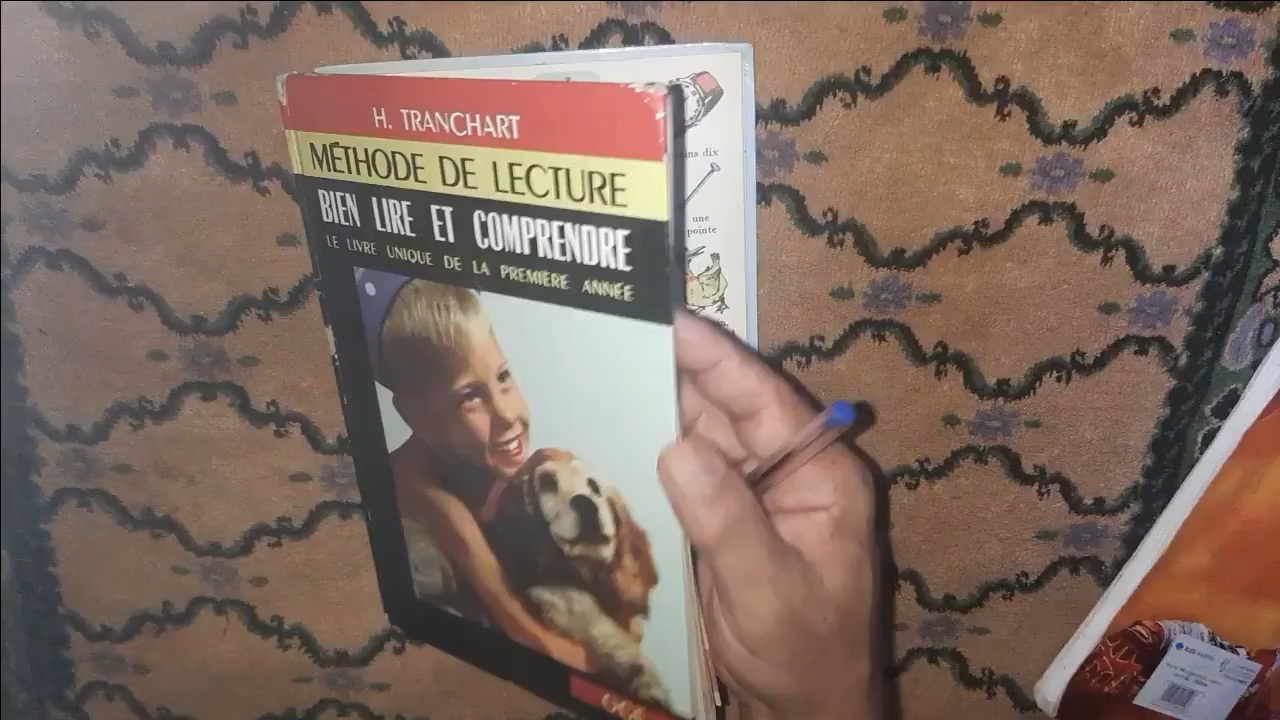 H. TRANCHART
MÉTHODE DE LECTURE
BIEN LIRE ET COMPRENDRE
LE LIVRE UNIQUE DE LA PREMIÈRE ANNÉE
dix
une
pointe